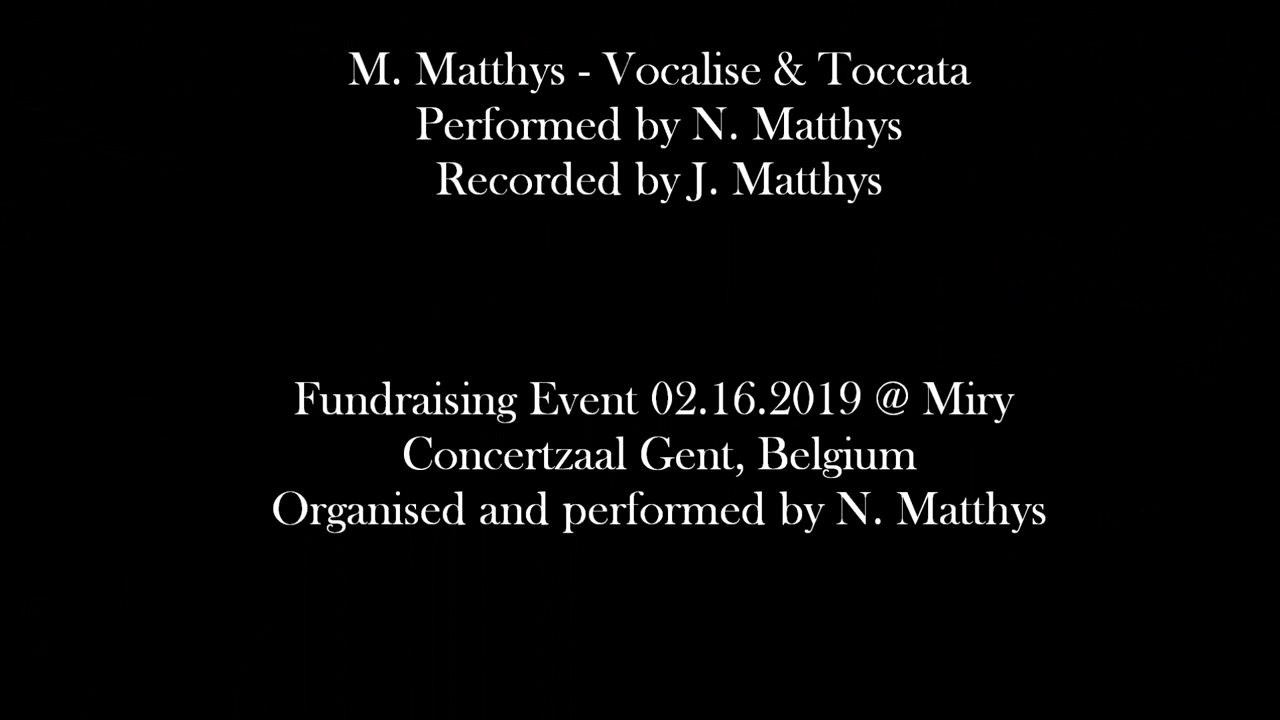 M. Matthys - Vocalise & Toccata
Performed by N. Matthys
Recorded by J. Matthys
Fundraising Event 02.16.2019 @ Miry
Concertzaal Gent, Belgium
Organised and performed by N. Matthys